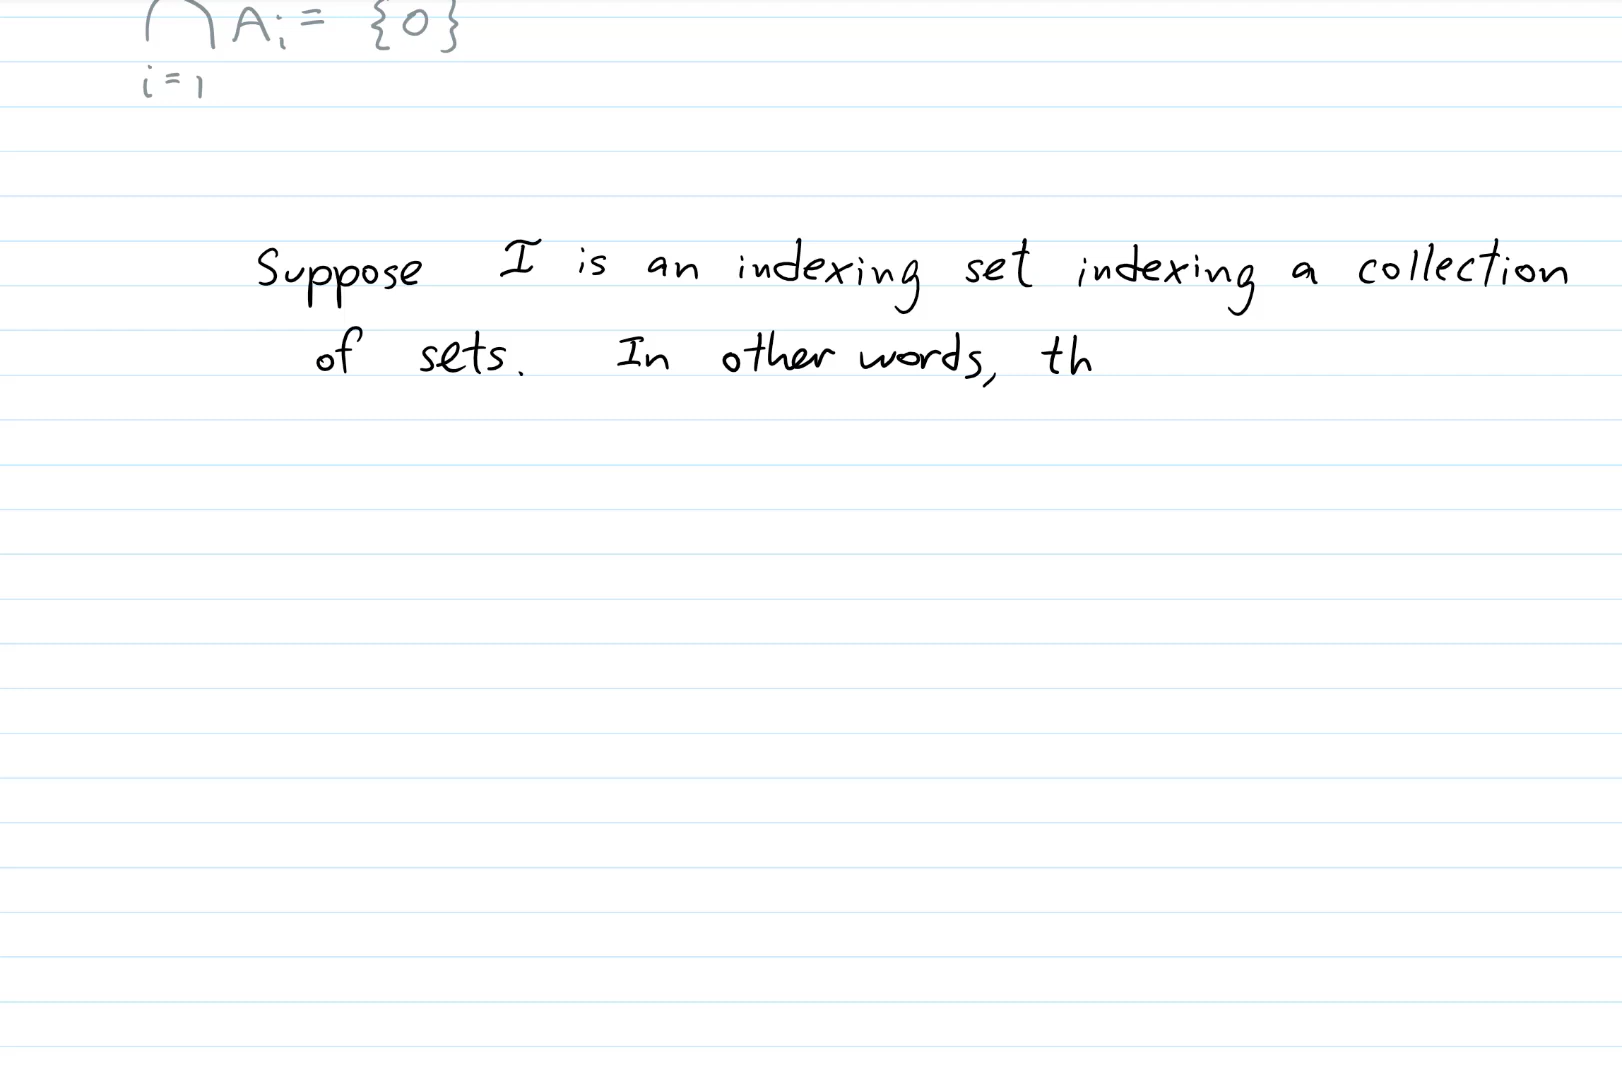 ⋂ Aᵢ = {0}
i = 1
Suppose I is an indexing set indexing a collection
of sets. In other words, th